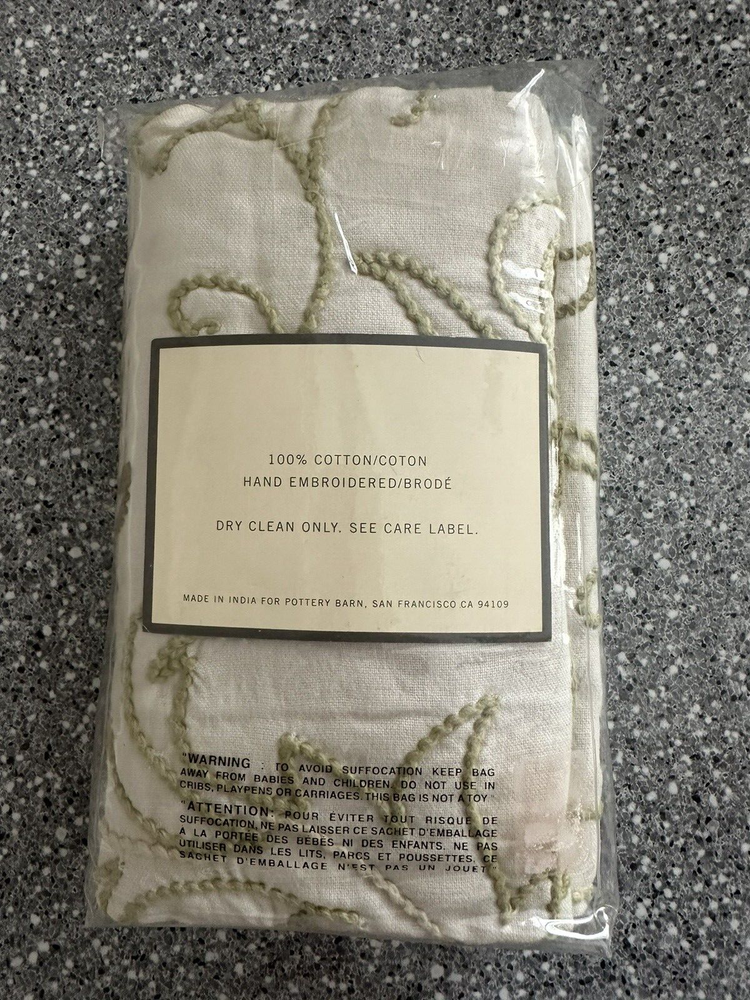 100% COTTON/COTON
HAND EMBROIDERED/BRODÉ
DRY CLEAN ONLY. SEE CARE LABEL.
MADE IN INDIA FOR POTTERY BARN, SAN FRANCISCO CA 94109
"WARNING : TO AVOID SUFFOCATION KEEP BAG
AWAY FROM BABIES AND CHILDREN, DO NOT USE IN
CRIBS, PLAYPENS OR CARRIAGES. THIS BAG IS NOT A TOY"
"ATTENTION: POUR ÉVITER TOUT RISQUE DE
SUFFOCATION, NE PAS LAISSER CE SACHET D'EMBALLAGE
A LA PORTÉE DES BÉBÉS NI DES ENFANTS. NE PAS
UTILISER DANS LES LITS, PARCS ET POUSSETTES. CE
SACHET D'EMBALLAGE N'EST PAS UN JOUET"